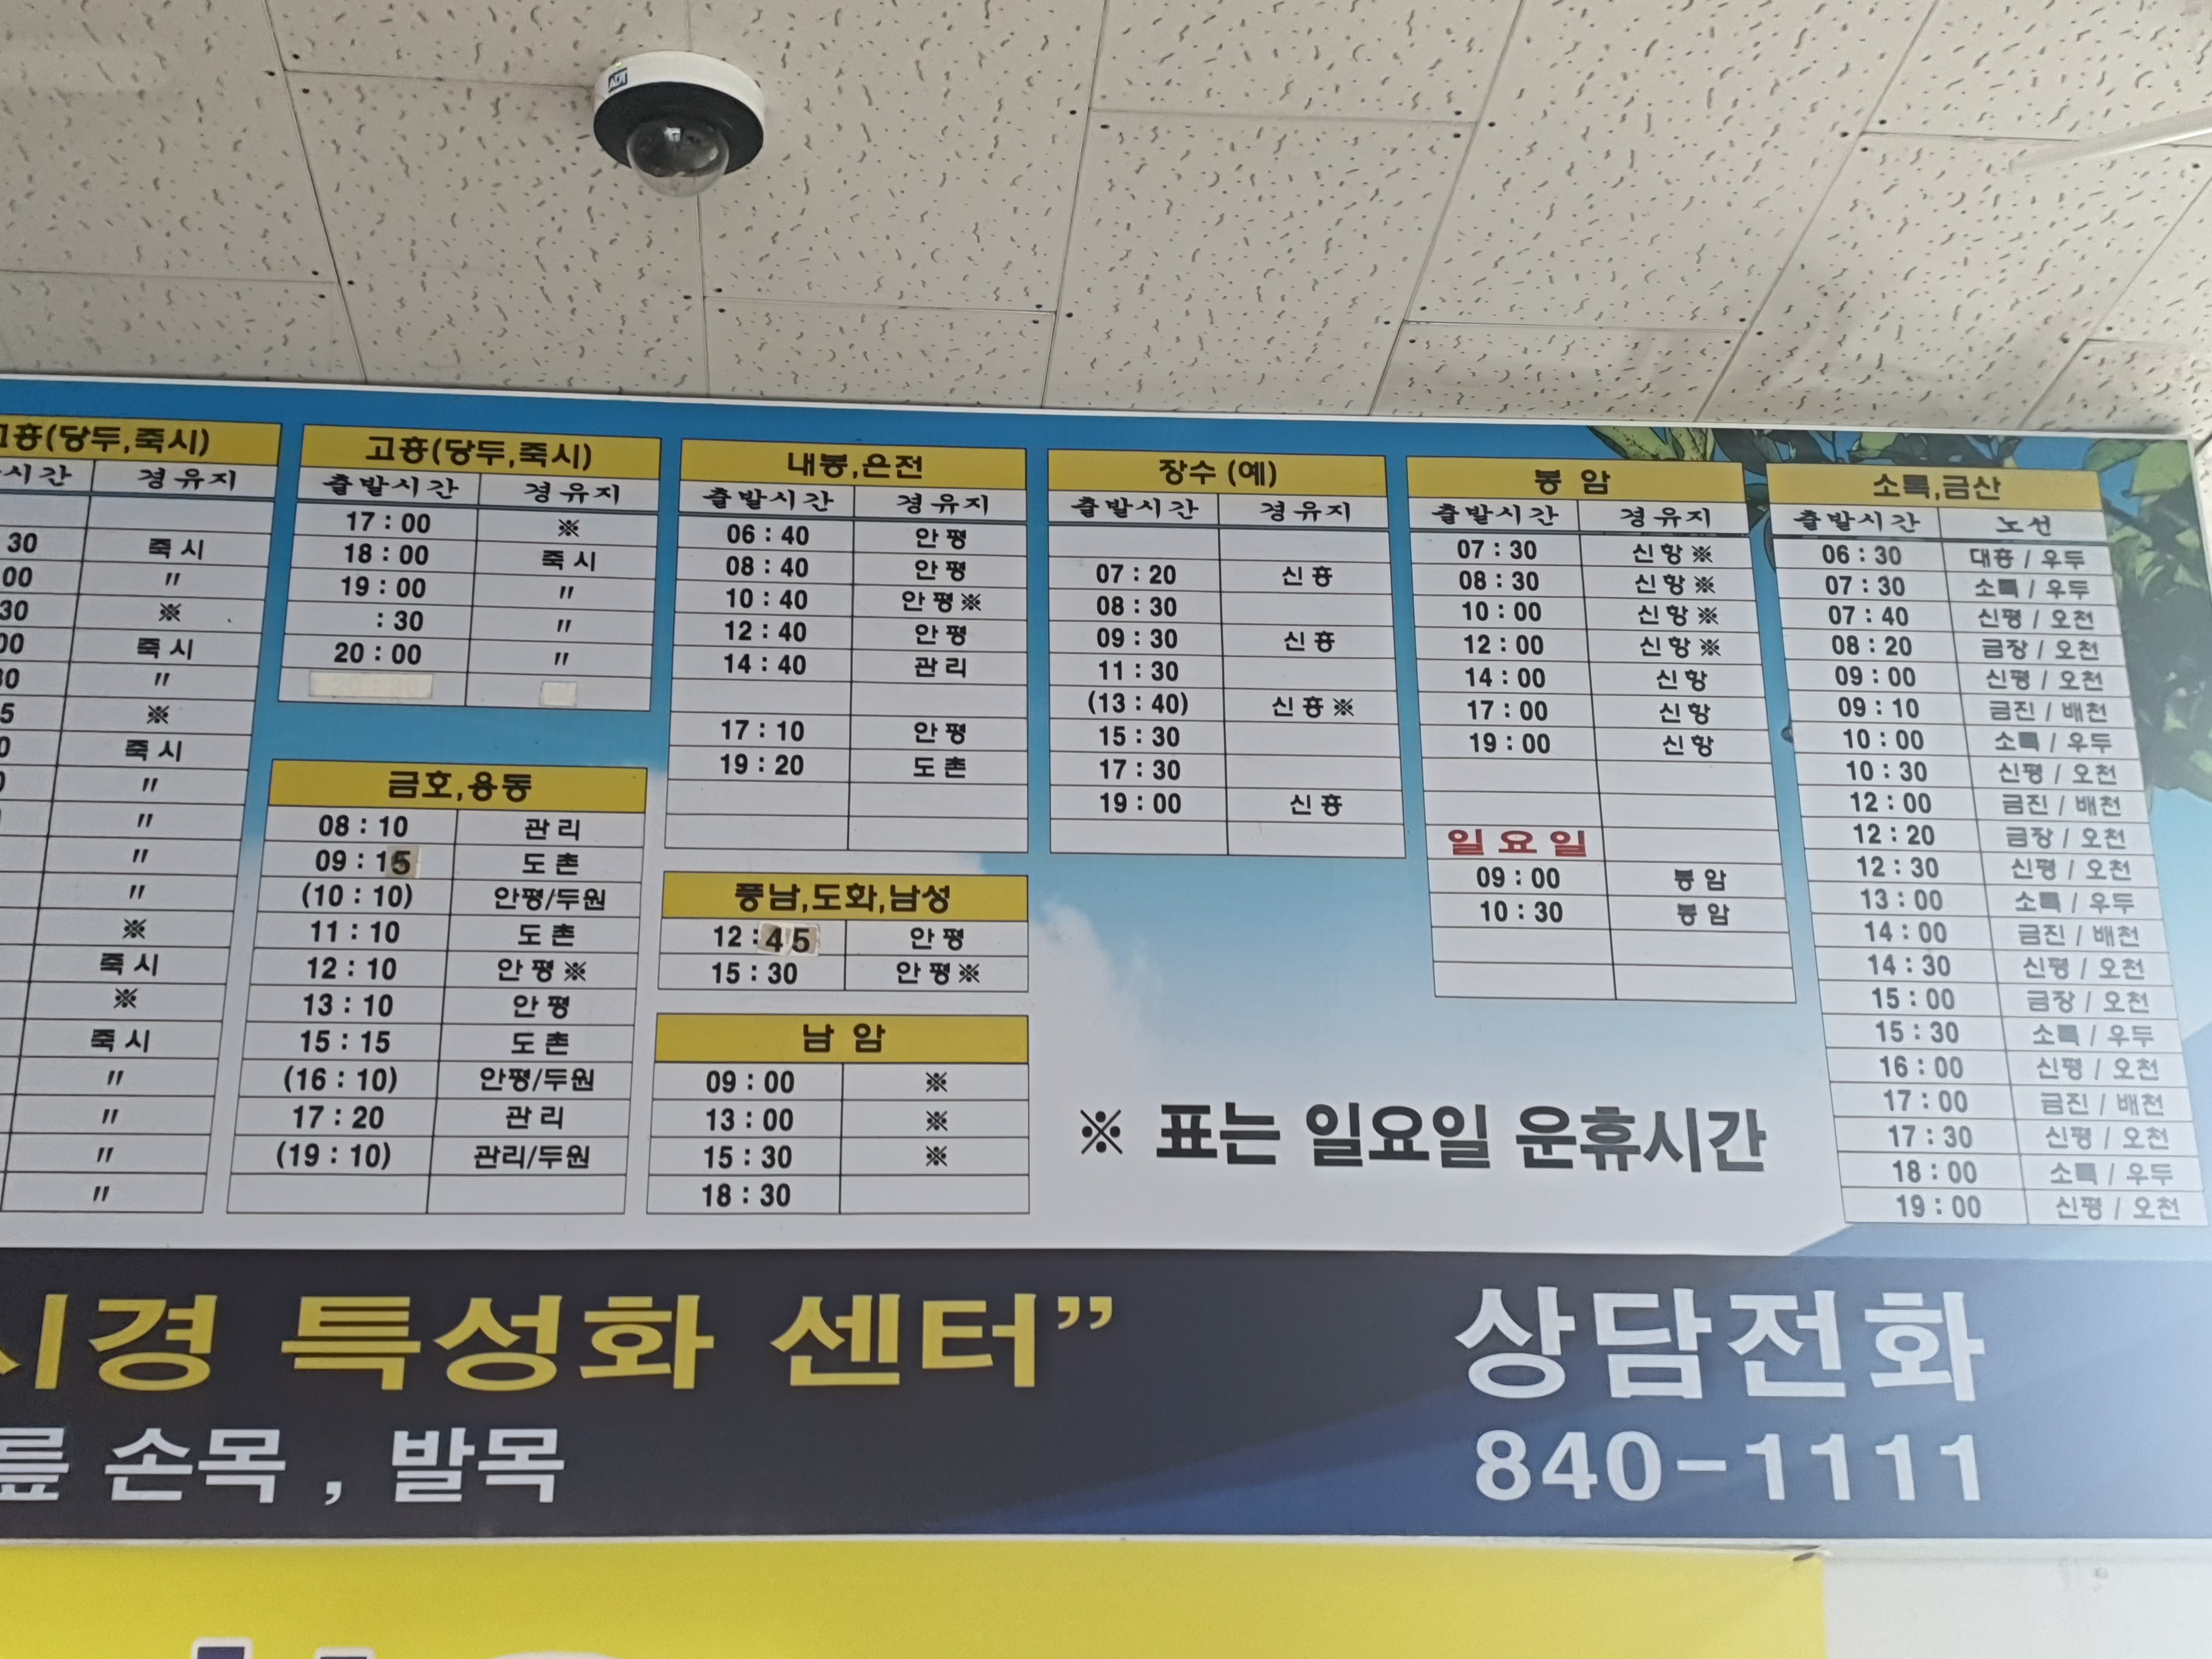 고흥(당두,죽시)
시간 경유지
30 죽시
00 〃
30 ※
00 죽시
30 〃
5 ※
0 죽시
〃
〃
〃
〃
※
죽시
※
죽시
〃
〃
〃
〃
고흥(당두,죽시)
출발시간 경유지
17:00 ※
18:00 죽시
19:00 〃
:30 〃
20:00 〃
금호,용동
08:10 관리
09:15 도촌
(10:10) 안평/두원
11:10 도촌
12:10 안평※
13:10 안평
15:15 도촌
(16:10) 안평/두원
17:20 관리
(19:10) 관리/두원
내봉,은전
출발시간 경유지
06:40 안평
08:40 안평
10:40 안평※
12:40 안평
14:40 관리
17:10 안평
19:20 도촌
풍남,도화,남성
12:45 안평
15:30 안평※
남 암
09:00 ※
13:00 ※
15:30 ※
18:30
장수 (예)
출발시간 경유지
07:20 신흥
08:30
09:30 신흥
11:30
(13:40) 신흥※
15:30
17:30
19:00 신흥
봉 암
출발시간 경유지
07:30 신항※
08:30 신항※
10:00 신항※
12:00 신항※
14:00 신항
17:00 신항
19:00 신항
일요일
09:00 봉암
10:30 봉암
소록,금산
출발시간 노선
06:30 대흥 / 우두
07:30 소록 / 우두
07:40 신평 / 오천
08:20 금장 / 오천
09:00 신평 / 오천
09:10 금진 / 배천
10:00 소록 / 우두
10:30 신평 / 오천
12:00 금진 / 배천
12:20 금장 / 오천
12:30 신평 / 오천
13:00 소록 / 우두
14:00 금진 / 배천
14:30 신평 / 오천
15:00 금장 / 오천
15:30 소록 / 우두
16:00 신평 / 오천
17:00 금진 / 배천
17:30 신평 / 오천
18:00 소록 / 우두
19:00 신평 / 오천
※ 표는 일요일 운휴시간
시경 특성화 센터”
릎 손목 , 발목
상담전화
840-1111